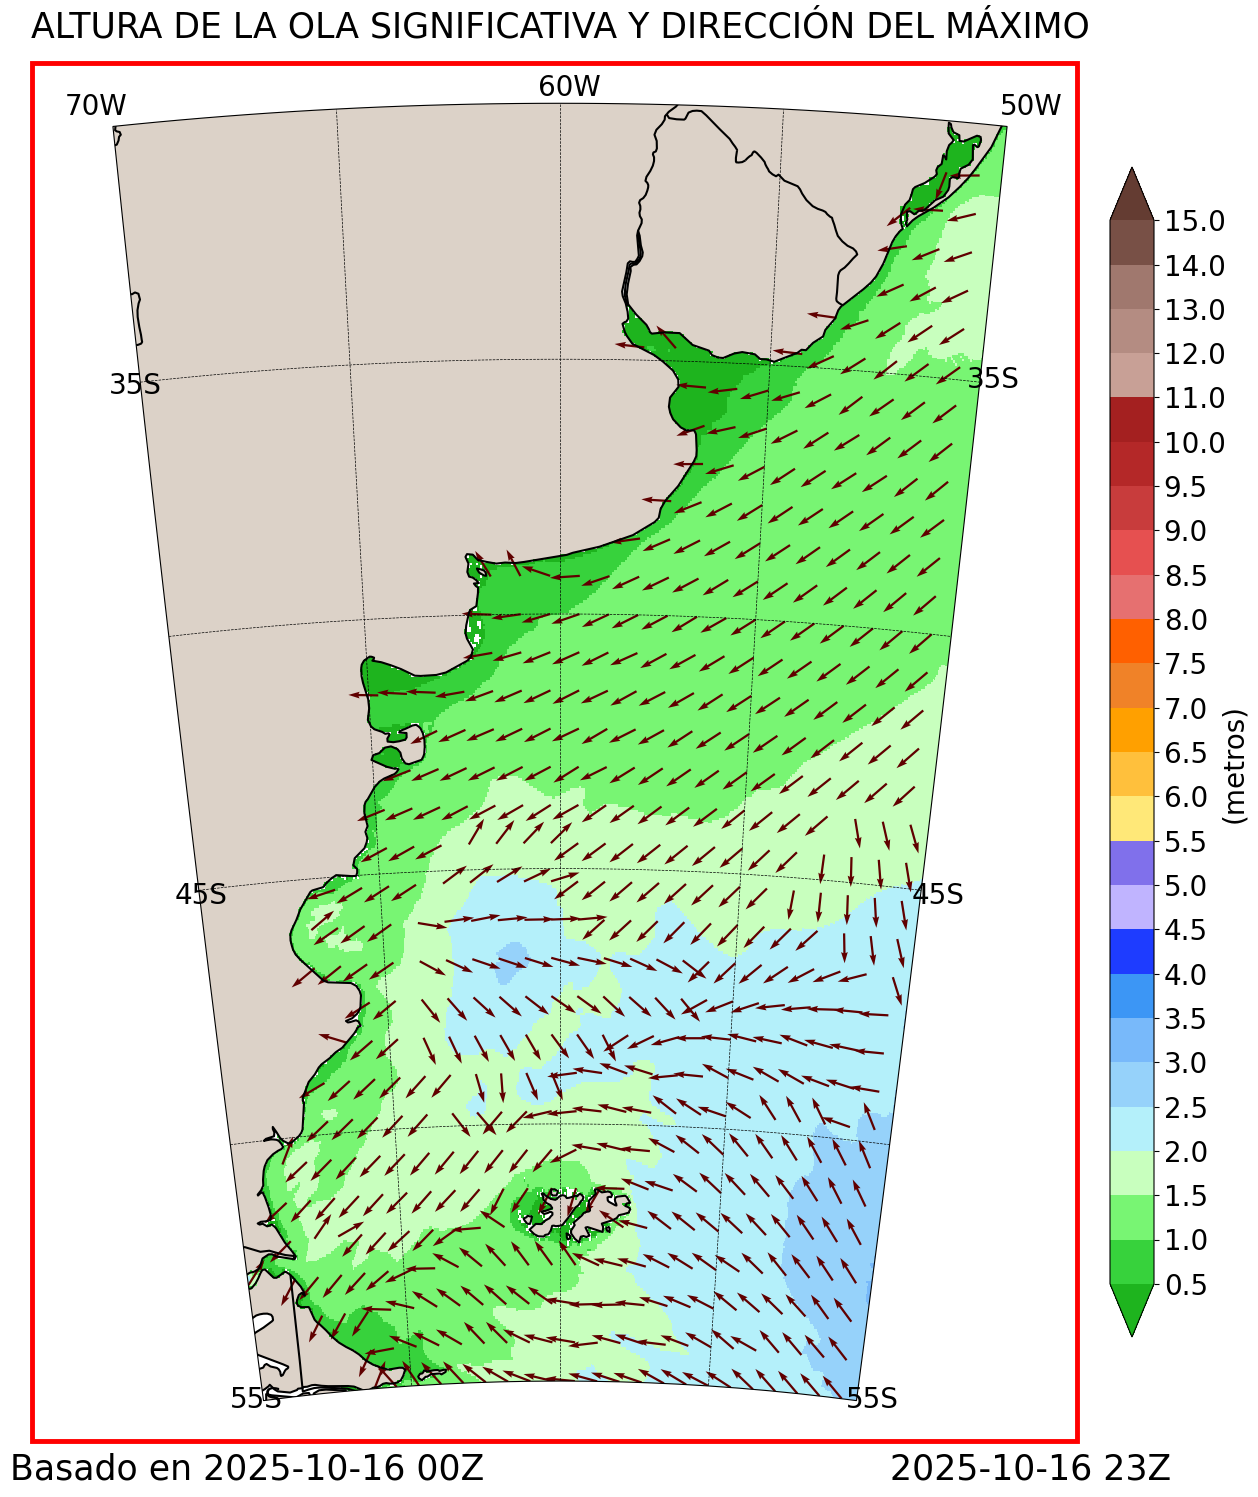 ALTURA DE LA OLA SIGNIFICATIVA Y DIRECCIÓN DEL MÁXIMO
70W
60W
50W
35S
35S
45S
45S
55S
55S
15.0
14.0
13.0
12.0
11.0
10.0
9.5
9.0
8.5
8.0
7.5
7.0
6.5
6.0
5.5
5.0
4.5
4.0
3.5
3.0
2.5
2.0
1.5
1.0
0.5
(metros)
Basado en 2025-10-16 00Z
2025-10-16 23Z